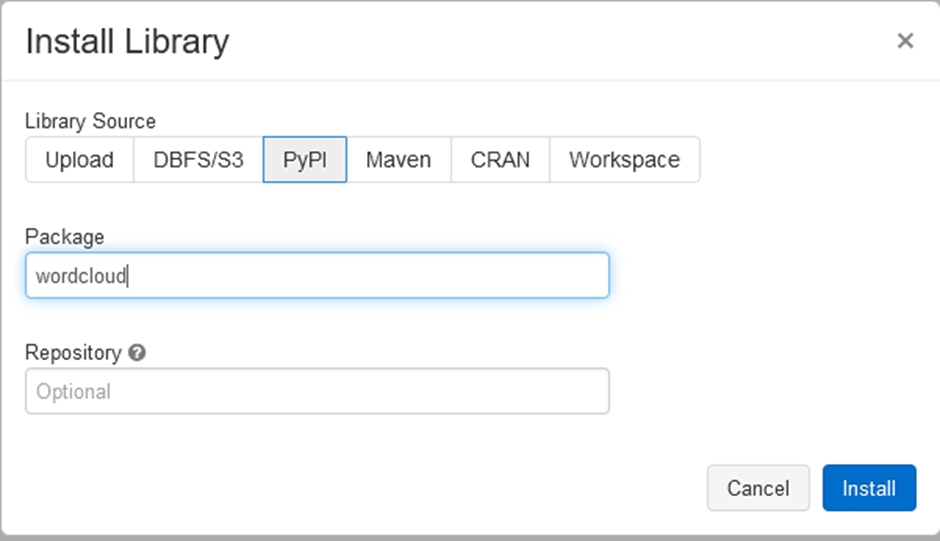 Install Library
Library Source
Upload DBFS/S3 PyPI Maven CRAN Workspace
Package
wordcloud
Repository
Optional
Cancel Install